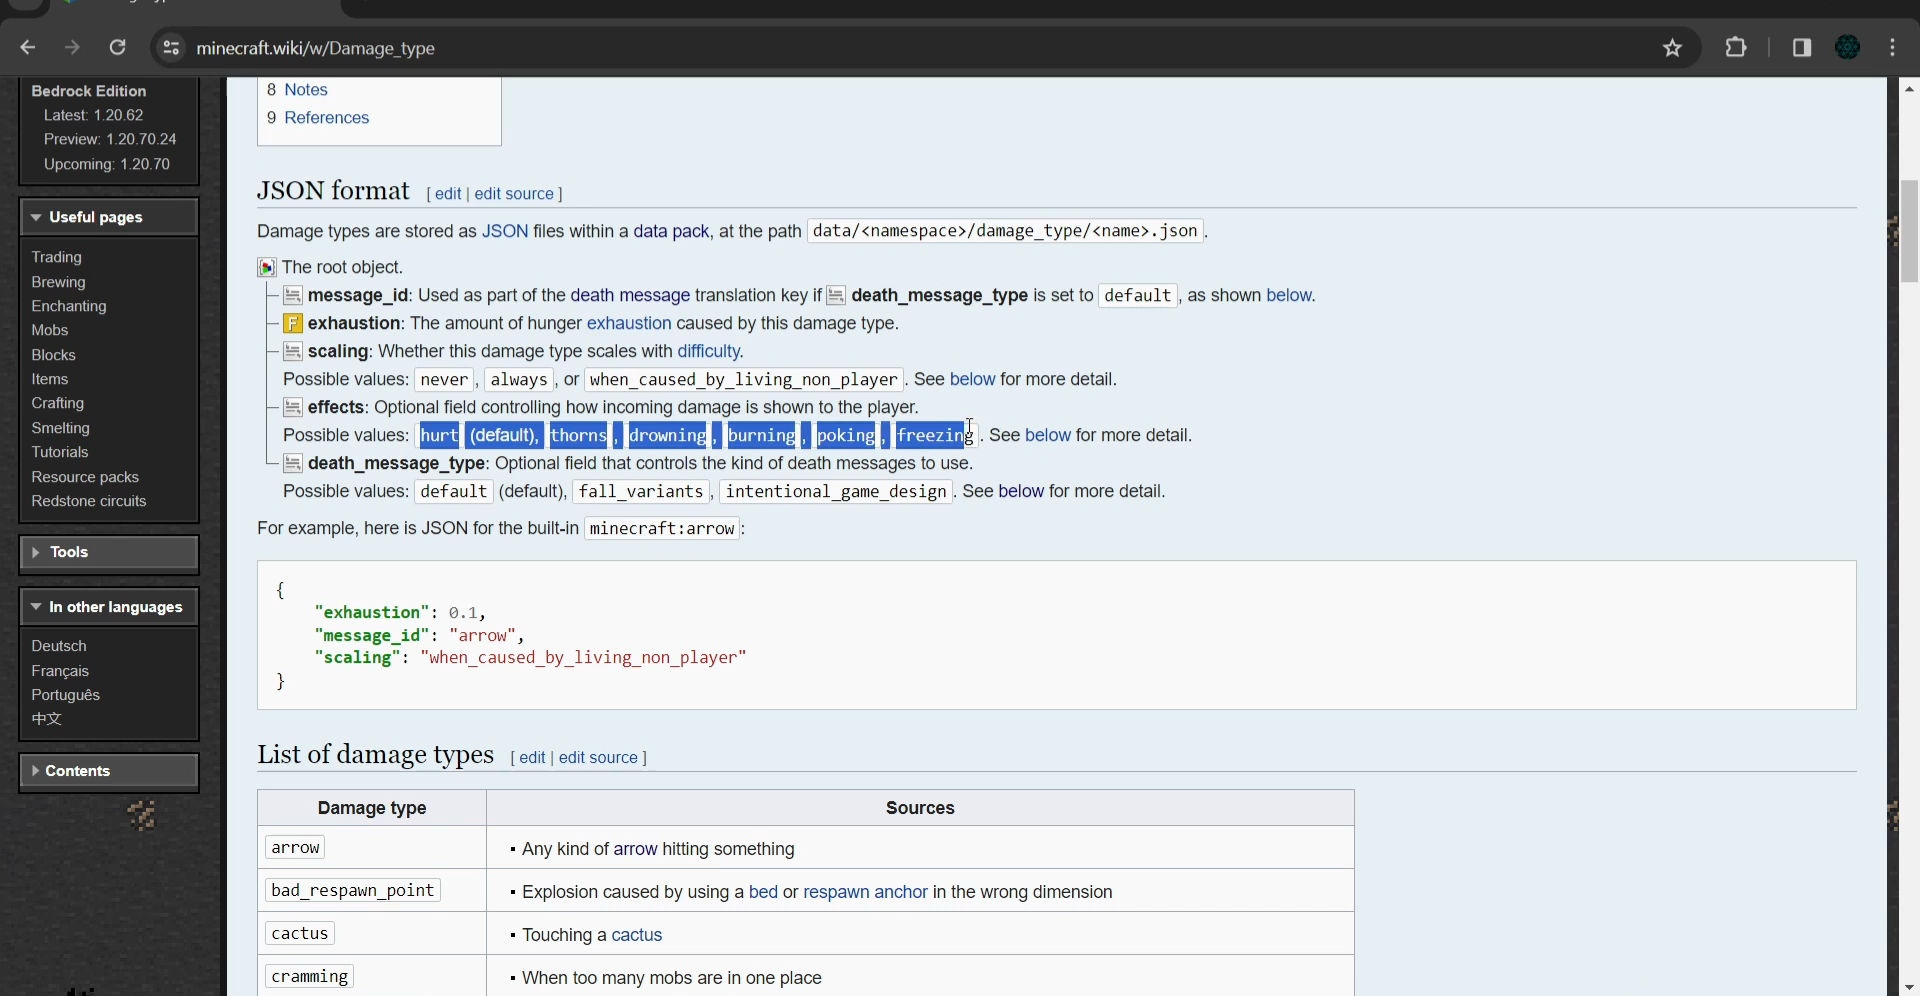 minecraft.wiki/w/Damage_type
Bedrock Edition
Latest: 1.20.62
Preview: 1.20.70.24
Upcoming: 1.20.70
Useful pages
Trading
Brewing
Enchanting
Mobs
Blocks
Items
Crafting
Smelting
Tutorials
Resource packs
Redstone circuits
Tools
In other languages
Deutsch
Français
Português
中文
Contents
8 Notes
9 References
JSON format [ edit | edit source ]
Damage types are stored as JSON files within a data pack, at the path data/<namespace>/damage_type/<name>.json.
The root object.
message_id: Used as part of the death message translation key if death_message_type is set to default, as shown below.
F exhaustion: The amount of hunger exhaustion caused by this damage type.
scaling: Whether this damage type scales with difficulty.
Possible values: never, always, or when_caused_by_living_non_player. See below for more detail.
effects: Optional field controlling how incoming damage is shown to the player.
Possible values: hurt (default), thorns, drowning, burning, poking, freezing. See below for more detail.
death_message_type: Optional field that controls the kind of death messages to use.
Possible values: default (default), fall_variants, intentional_game_design. See below for more detail.
For example, here is JSON for the built-in minecraft:arrow:
{
"exhaustion": 0.1,
"message_id": "arrow",
"scaling": "when_caused_by_living_non_player"
}
List of damage types [ edit | edit source ]
Damage type Sources
arrow ▪ Any kind of arrow hitting something
bad_respawn_point ▪ Explosion caused by using a bed or respawn anchor in the wrong dimension
cactus ▪ Touching a cactus
cramming ▪ When too many mobs are in one place